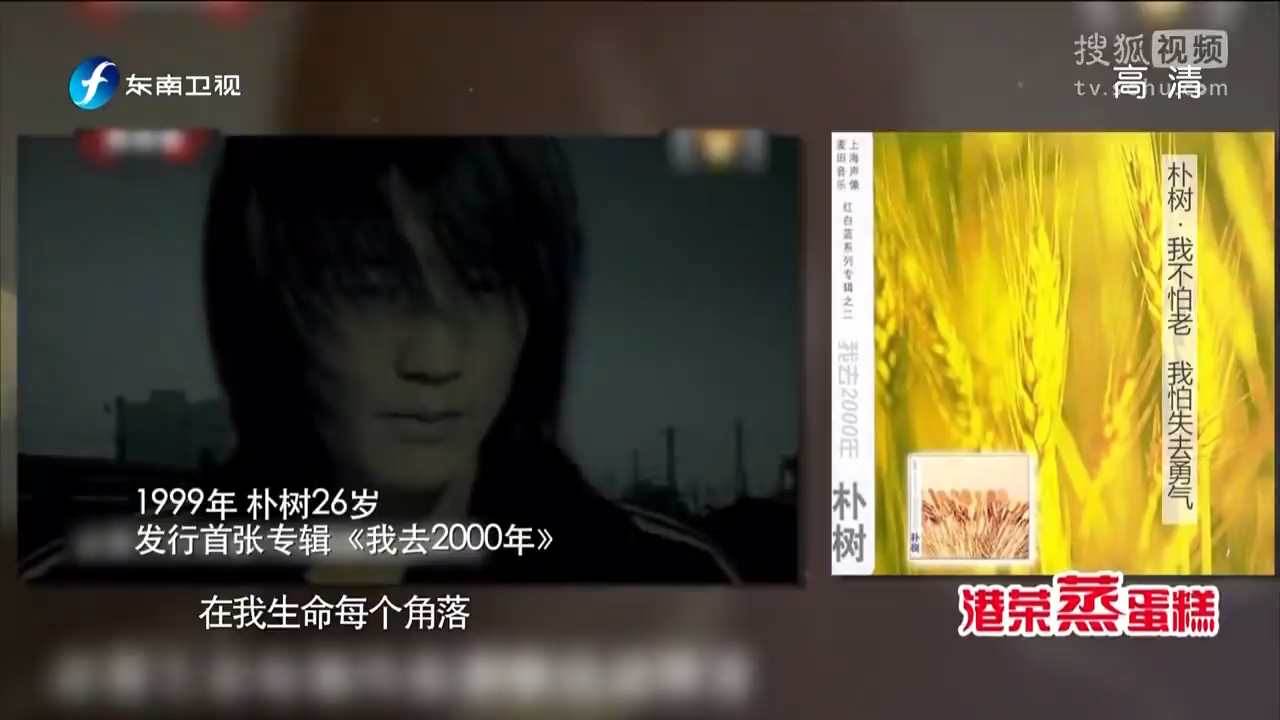 东南卫视
搜狐视频
tv.sohu.com
高清
上海声像
麦田音乐
红白蓝系列专辑之二
我去2000年
朴树
朴树·我不怕老 我怕失去勇气
朴树
1999年 朴树26岁
发行首张专辑《我去2000年》
在我生命每个角落
港荣蒸蛋糕